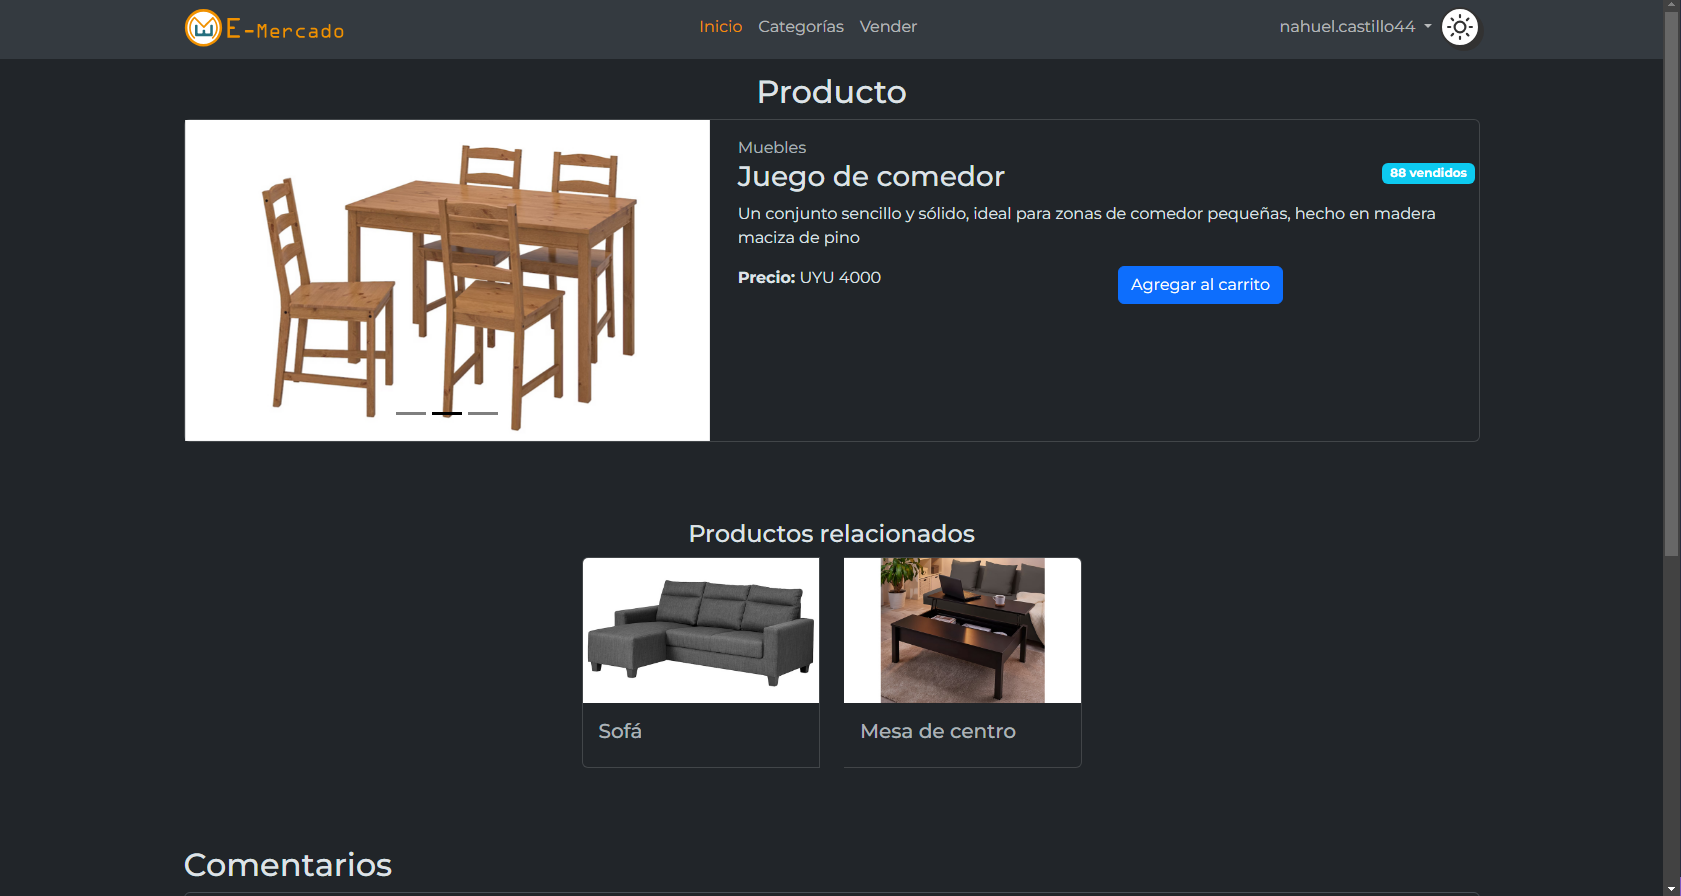 E-Mercado
Inicio Categorías Vender
nahuel.castillo44
Producto
Muebles
Juego de comedor
88 vendidos
Un conjunto sencillo y sólido, ideal para zonas de comedor pequeñas, hecho en madera
maciza de pino
Precio: UYU 4000
Agregar al carrito
Productos relacionados
Sofá
Mesa de centro
Comentarios